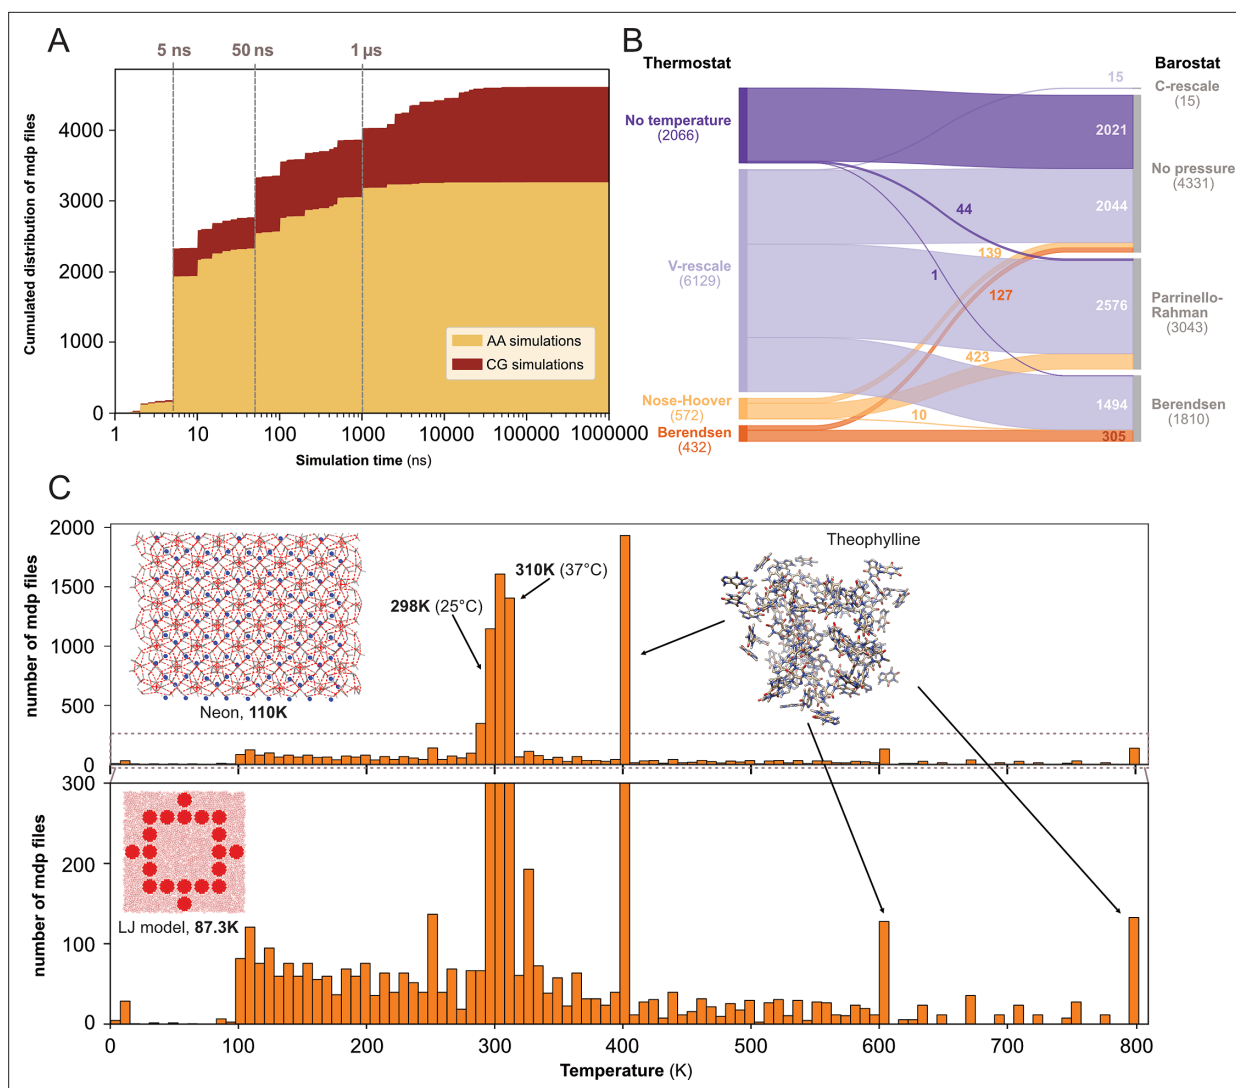 A
5 ns 50 ns 1 µs
Cumulated distribution of mdp files
4000
3000
2000
1000
0
AA simulations
CG simulations
1 10 100 1000 10000 100000 1000000
Simulation time (ns)
B
Thermostat
Barostat
No temperature
(2066)
V-rescale
(6129)
Nose-Hoover
(572)
Berendsen
(432)
15
2021
2044
44
139
1
127
2576
423
1494
10
305
C-rescale
(15)
No pressure
(4331)
Parrinello-
Rahman
(3043)
Berendsen
(1810)
C
number of mdp files
2000
1500
1000
500
0
Neon, 110K
298K (25°C)
310K (37°C)
Theophylline
number of mdp files
300
200
100
0
LJ model, 87.3K
0 100 200 300 400 500 600 700 800
Temperature (K)